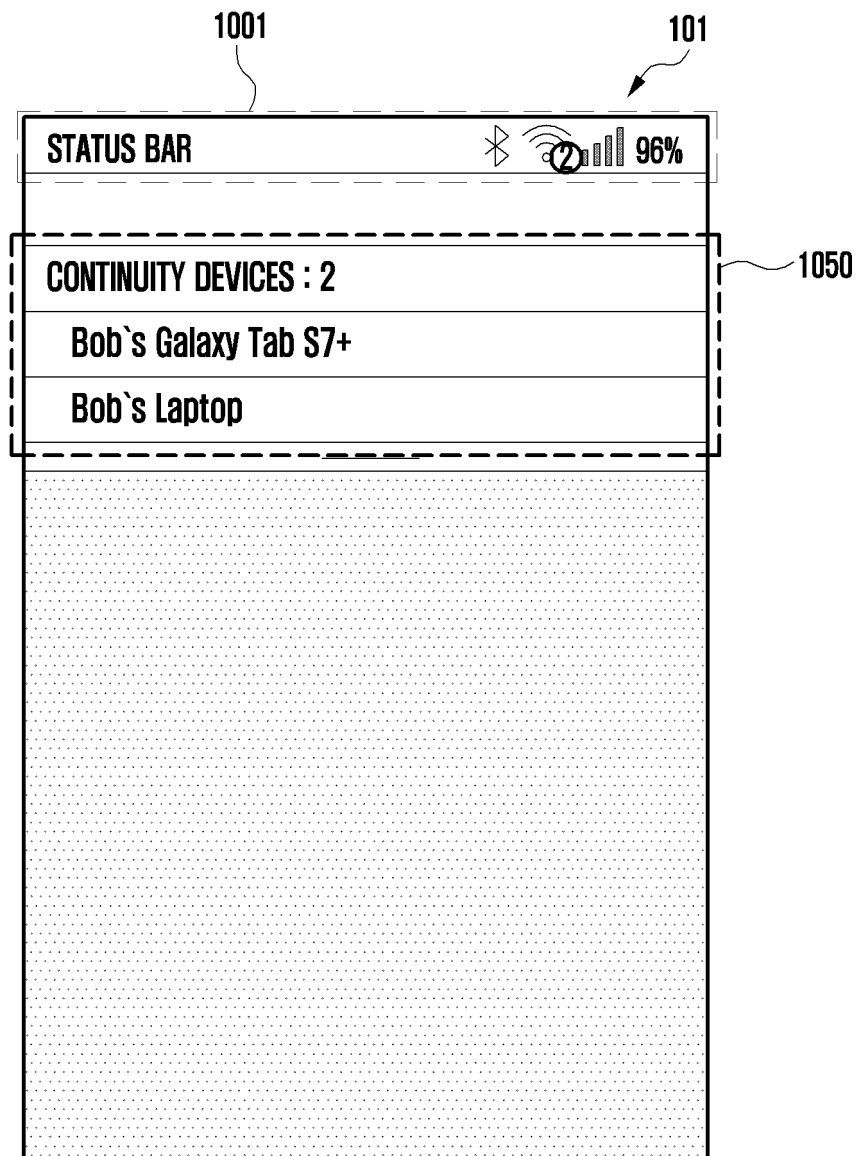 1001
101
STATUS BAR 2 96%
1050
CONTINUITY DEVICES : 2
Bob`s Galaxy Tab S7+
Bob`s Laptop